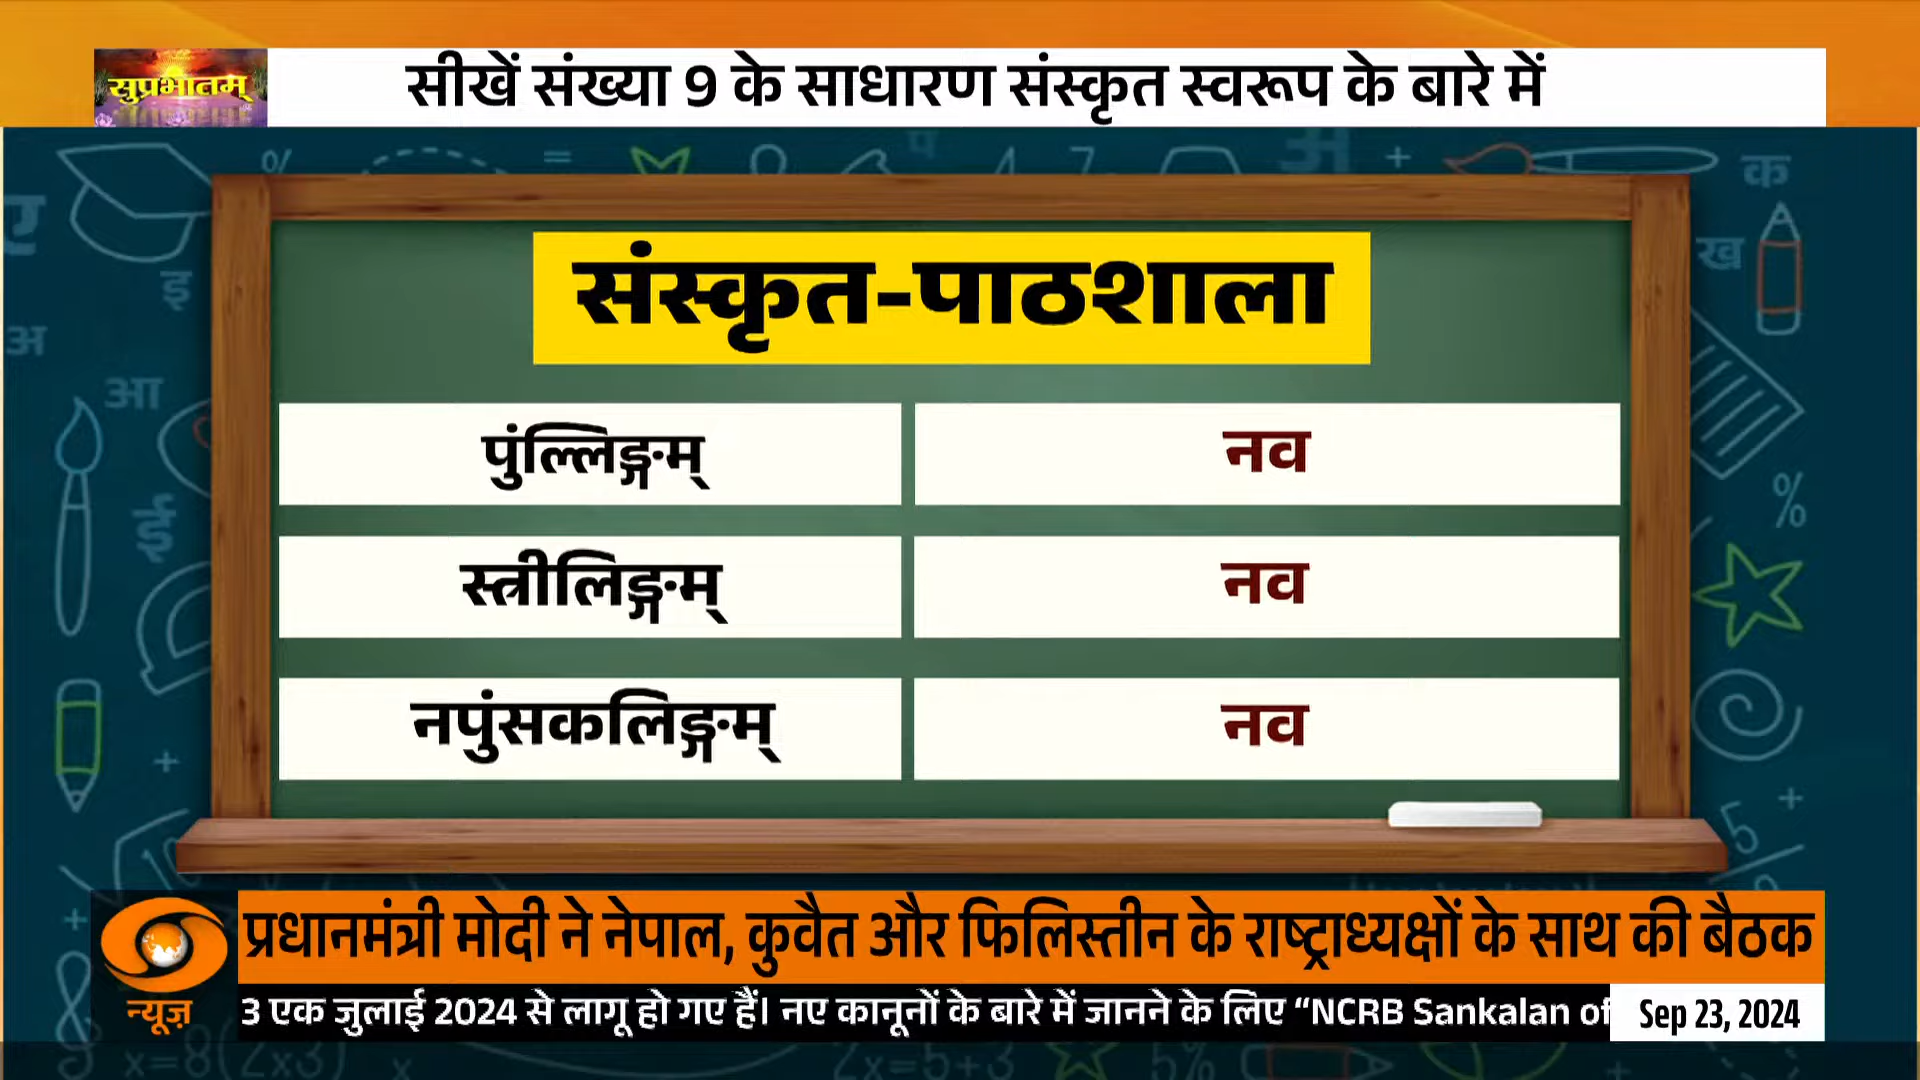 सुप्रभातम्
सीखें संख्या 9 के साधारण संस्कृत स्वरूप के बारे में
संस्कृत-पाठशाला
पुंल्लिङ्गम् नव
स्त्रीलिङ्गम् नव
नपुंसकलिङ्गम् नव
प्रधानमंत्री मोदी ने नेपाल, कुवैत और फिलिस्तीन के राष्ट्राध्यक्षों के साथ की बैठक
न्यूज़
3 एक जुलाई 2024 से लागू हो गए हैं। नए कानूनों के बारे में जानने के लिए “NCRB Sankalan of
Sep 23, 2024